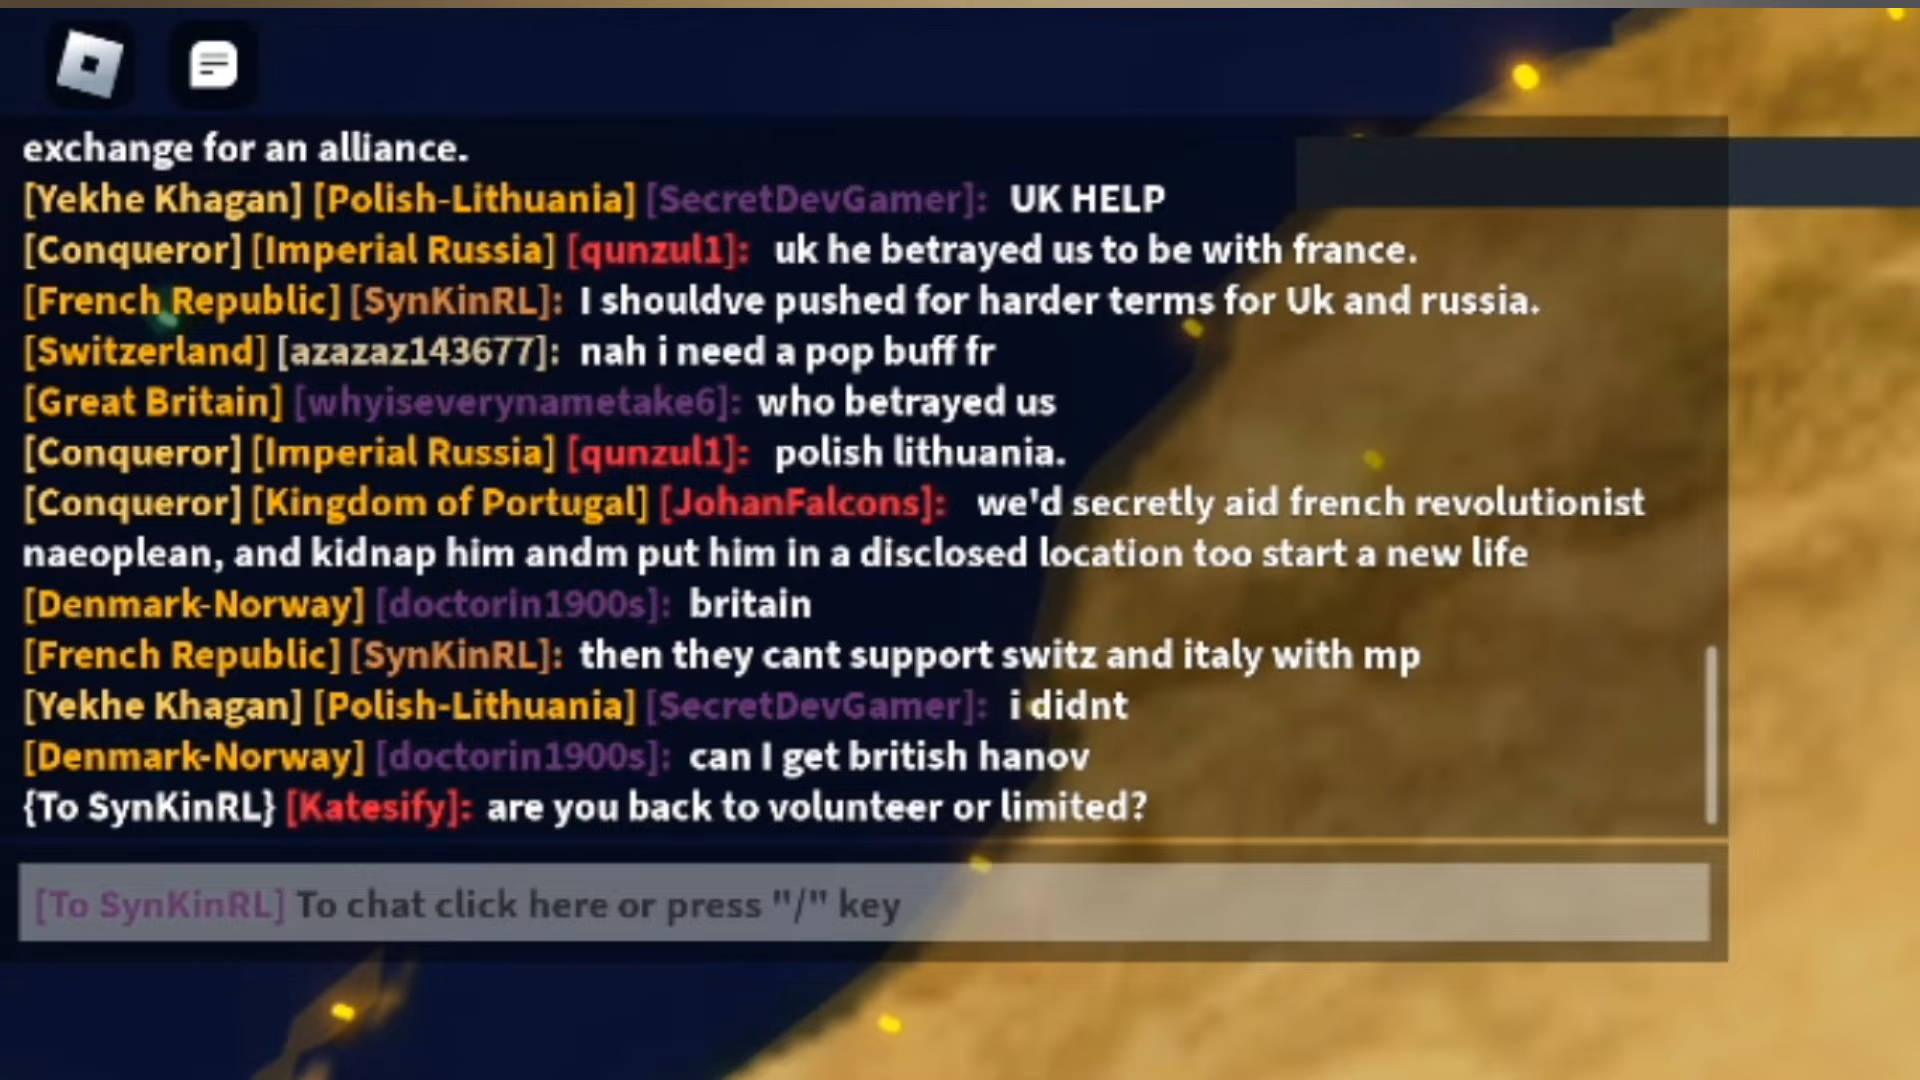 exchange for an alliance.
[Yekhe Khagan] [Polish-Lithuania] [SecretDevGamer]: UK HELP
[Conqueror] [Imperial Russia] [qunzul1]: uk he betrayed us to be with france.
[French Republic] [SynKinRL]: I shouldve pushed for harder terms for Uk and russia.
[Switzerland] [azazaz143677]: nah i need a pop buff fr
[Great Britain] [whyiseverynametake6]: who betrayed us
[Conqueror] [Imperial Russia] [qunzul1]: polish lithuania.
[Conqueror] [Kingdom of Portugal] [JohanFalcons]: we'd secretly aid french revolutionist
naeoplean, and kidnap him andm put him in a disclosed location too start a new life
[Denmark-Norway] [doctorin1900s]: britain
[French Republic] [SynKinRL]: then they cant support switz and italy with mp
[Yekhe Khagan] [Polish-Lithuania] [SecretDevGamer]: i didnt
[Denmark-Norway] [doctorin1900s]: can I get british hanov
{To SynKinRL} [Katesify]: are you back to volunteer or limited?
[To SynKinRL] To chat click here or press "/" key